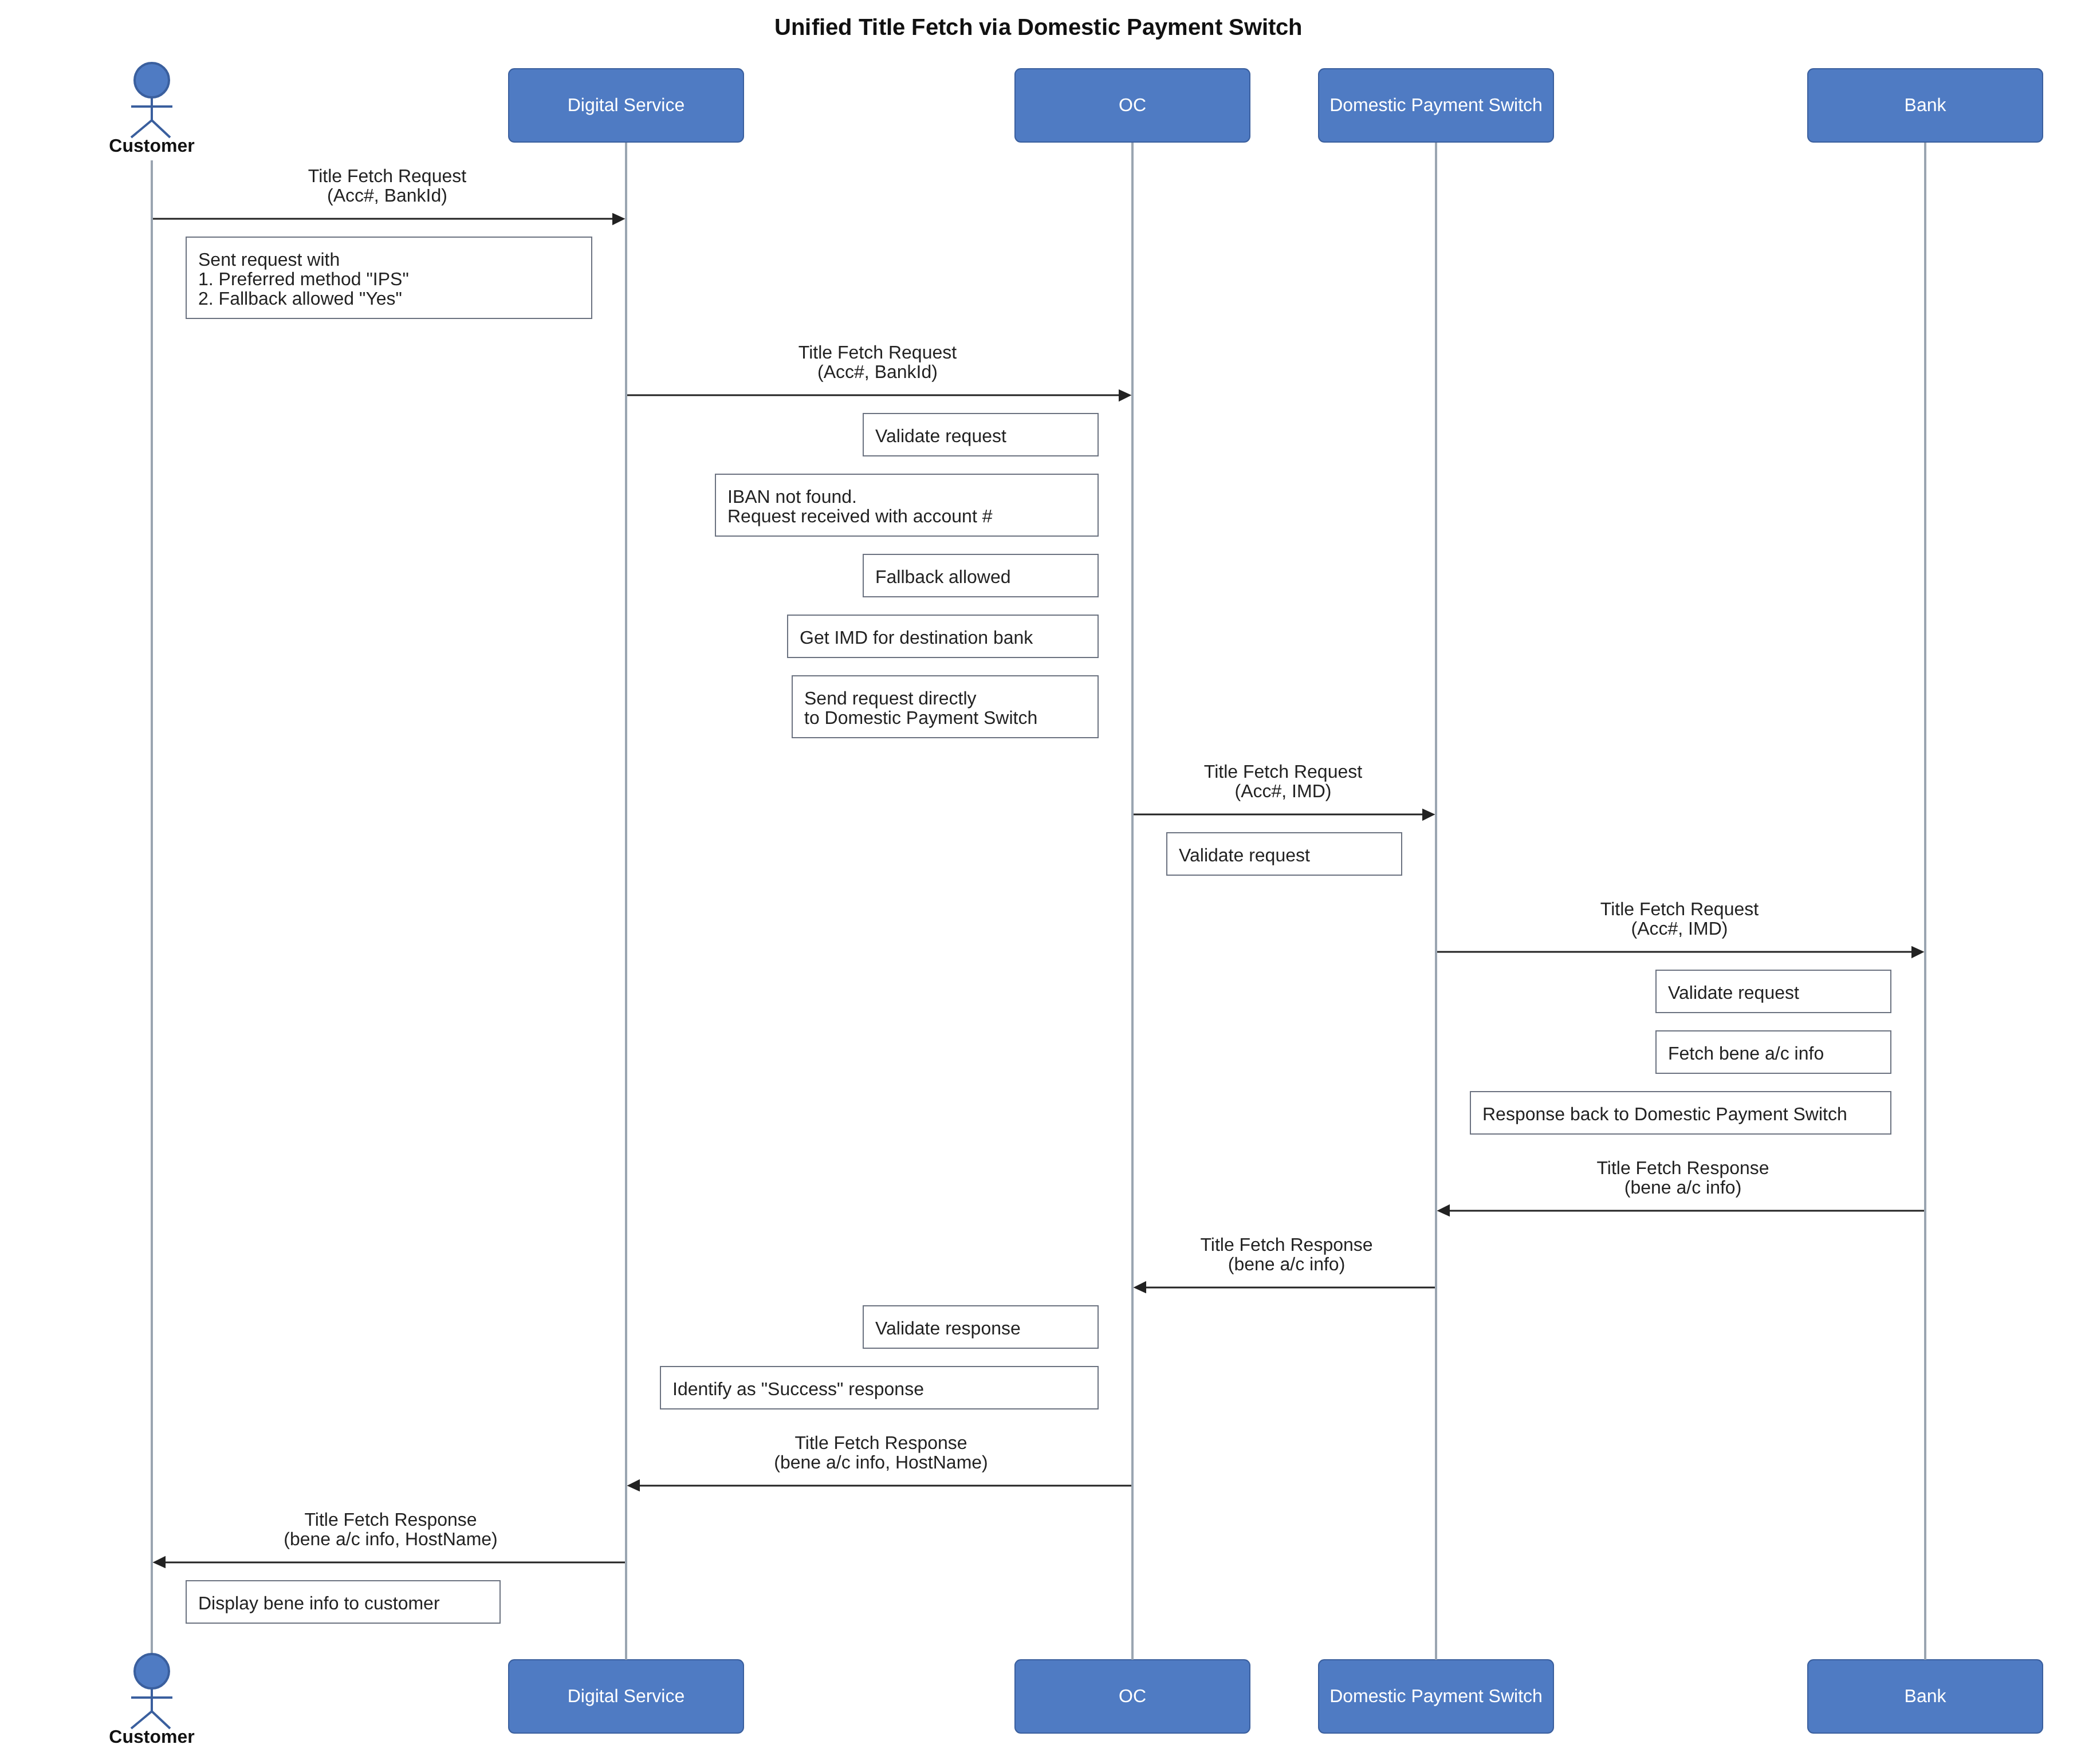 Unified Title Fetch via Domestic Payment Switch
Customer
Digital Service
OC
Domestic Payment Switch
Bank
Title Fetch Request
(Acc#, BankId)
Sent request with
1. Preferred method "IPS"
2. Fallback allowed "Yes"
Title Fetch Request
(Acc#, BankId)
Validate request
IBAN not found.
Request received with account #
Fallback allowed
Get IMD for destination bank
Send request directly
to Domestic Payment Switch
Title Fetch Request
(Acc#, IMD)
Validate request
Title Fetch Request
(Acc#, IMD)
Validate request
Fetch bene a/c info
Response back to Domestic Payment Switch
Title Fetch Response
(bene a/c info)
Title Fetch Response
(bene a/c info)
Validate response
Identify as "Success" response
Title Fetch Response
(bene a/c info, HostName)
Title Fetch Response
(bene a/c info, HostName)
Display bene info to customer
Customer
Digital Service
OC
Domestic Payment Switch
Bank